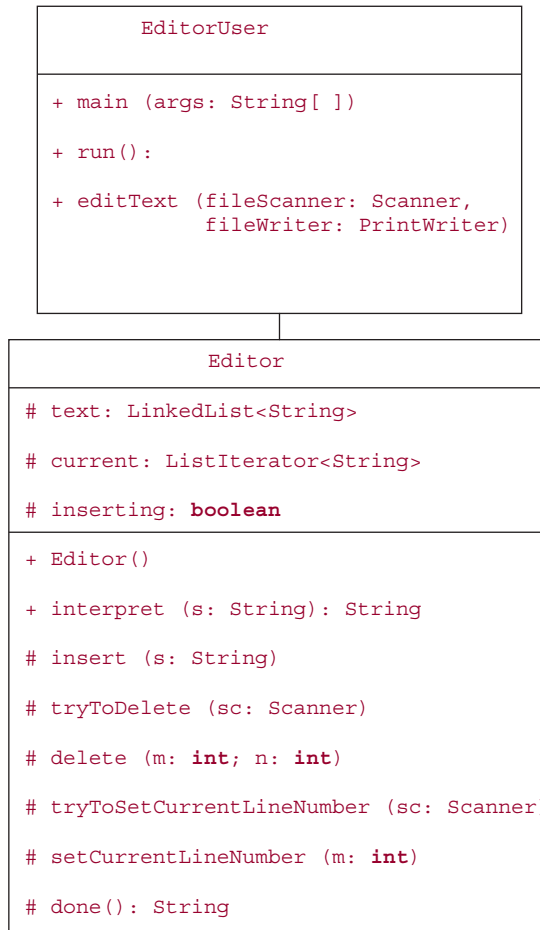 EditorUser
+ main (args: String[ ])
+ run():
+ editText (fileScanner: Scanner,
fileWriter: PrintWriter)
Editor
# text: LinkedList<String>
# current: ListIterator<String>
# inserting: boolean
+ Editor()
+ interpret (s: String): String
# insert (s: String)
# tryToDelete (sc: Scanner)
# delete (m: int; n: int)
# tryToSetCurrentLineNumber (sc: Scanner)
# setCurrentLineNumber (m: int)
# done(): String